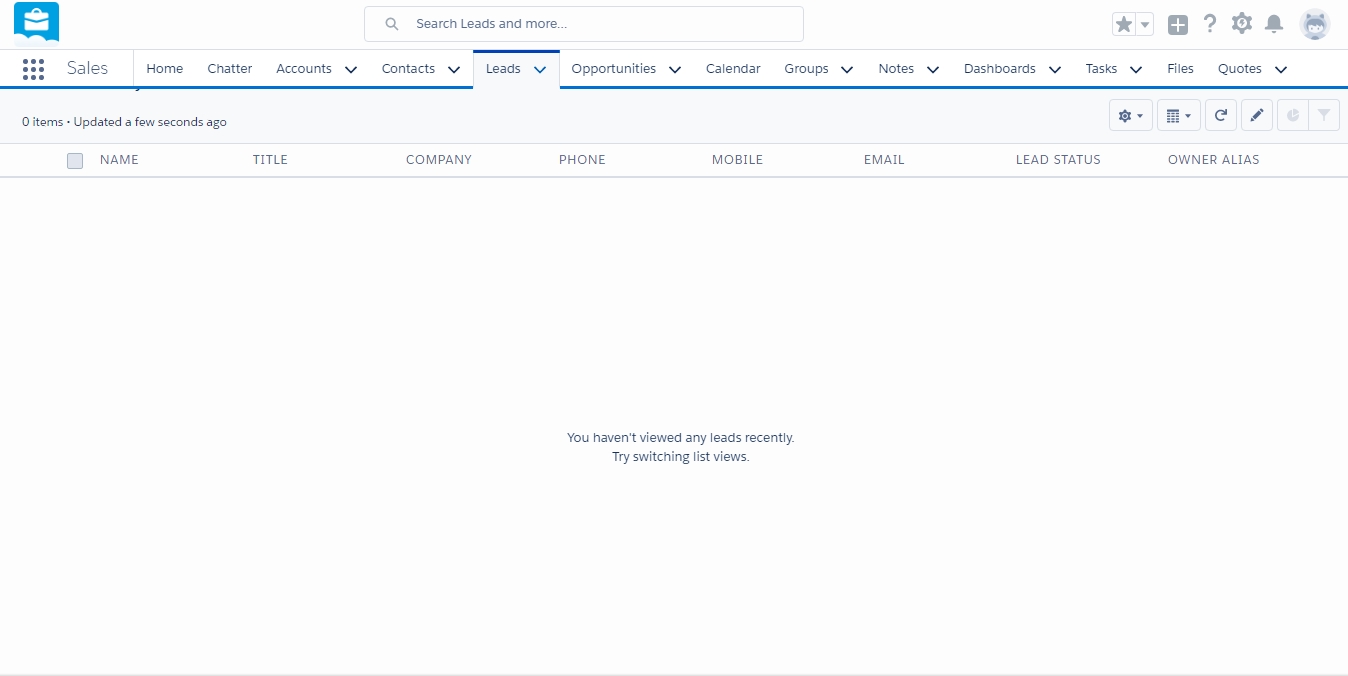 Search Leads and more...
Sales Home Chatter Accounts Contacts Leads Opportunities Calendar Groups Notes Dashboards Tasks Files Quotes
0 items • Updated a few seconds ago
NAME TITLE COMPANY PHONE MOBILE EMAIL LEAD STATUS OWNER ALIAS
You haven't viewed any leads recently.
Try switching list views.